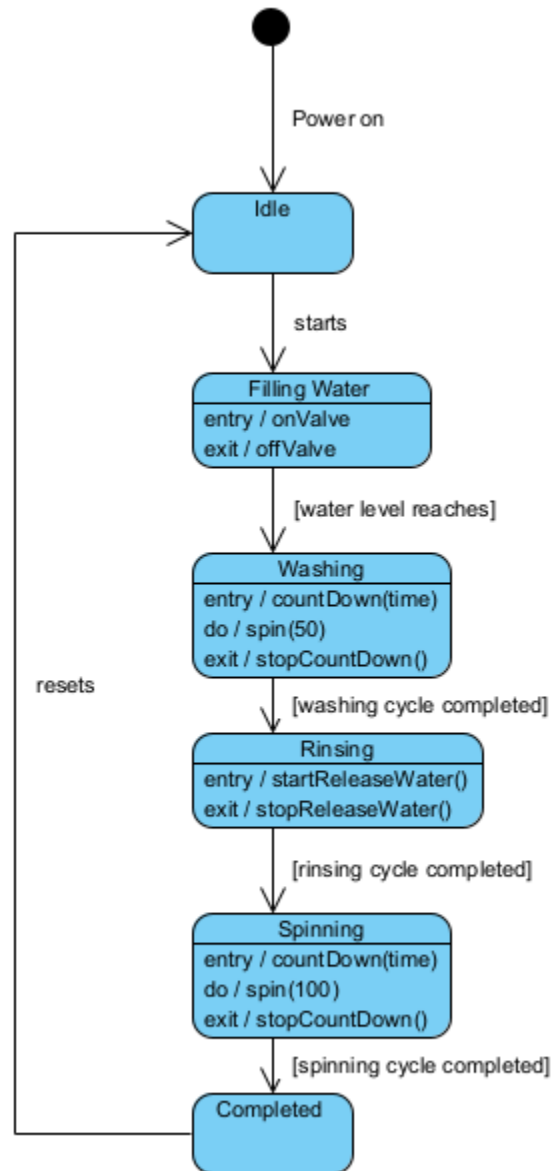 Power on
Idle
starts
Filling Water
entry / onValve
exit / offValve
[water level reaches]
Washing
entry / countDown(time)
do / spin(50)
exit / stopCountDown()
resets
[washing cycle completed]
Rinsing
entry / startReleaseWater()
exit / stopReleaseWater()
[rinsing cycle completed]
Spinning
entry / countDown(time)
do / spin(100)
exit / stopCountDown()
[spinning cycle completed]
Completed